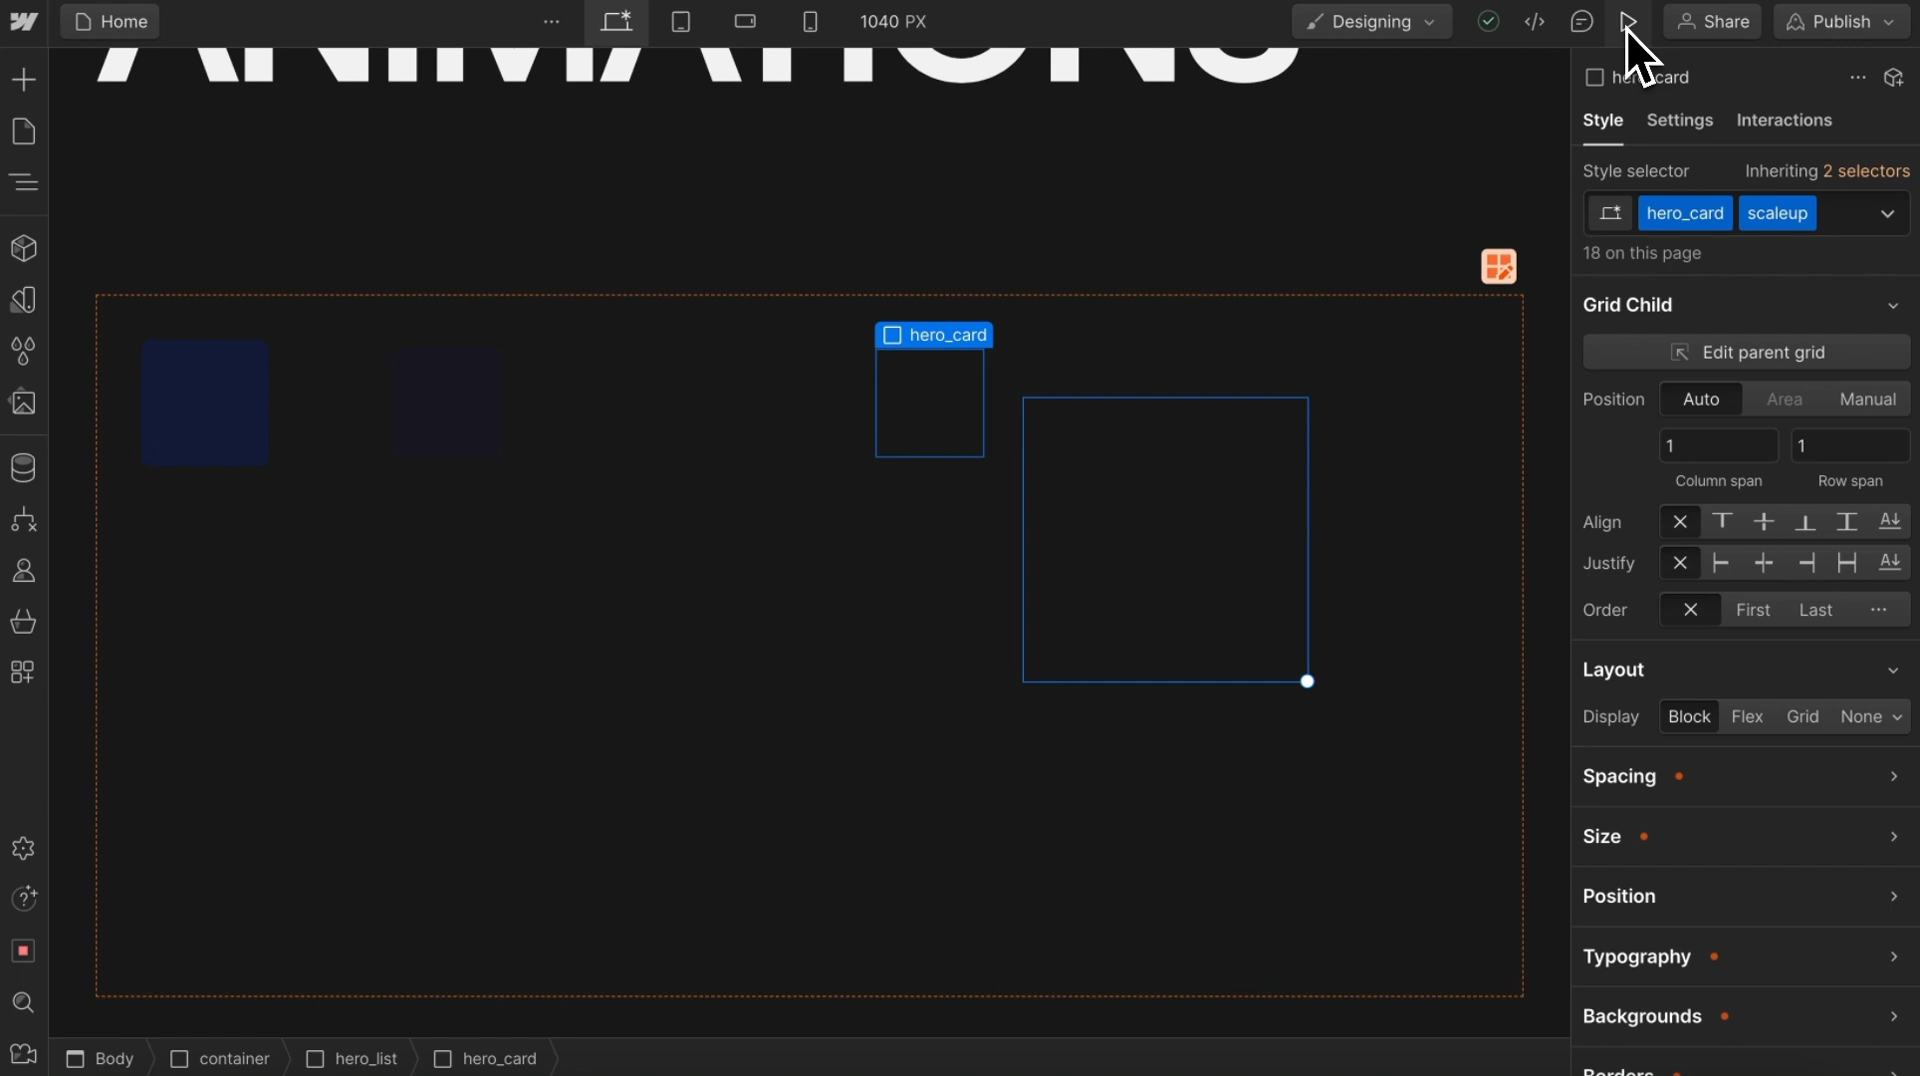 Home
1040 PX
Designing
Share
Publish
ANIMATIONS
Style
Settings
Interactions
Style selector
Inheriting 2 selectors
hero_card
scaleup
18 on this page
Grid Child
Edit parent grid
Position
Auto
Area
Manual
1
1
Column span
Row span
Align
Justify
Order
First
Last
Layout
Display
Block
Flex
Grid
None
Spacing
Size
Position
Typography
Backgrounds
Borders
hero_card
Body
container
hero_list
hero_card